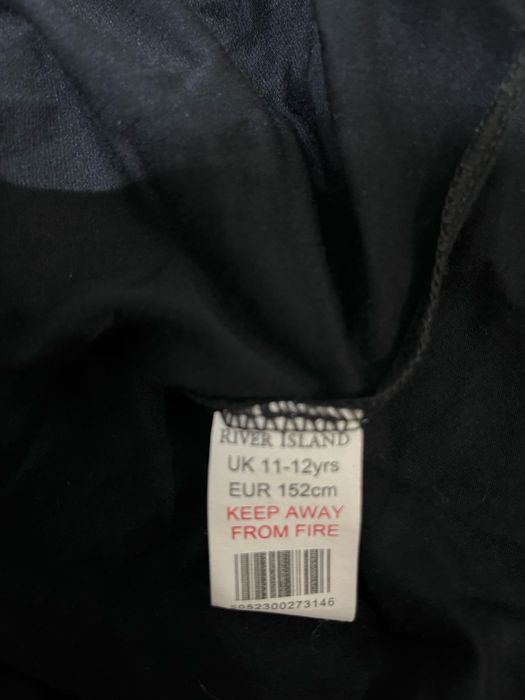 RIVER ISLAND
UK 11-12yrs
EUR 152cm
KEEP AWAY
FROM FIRE
5052300273146